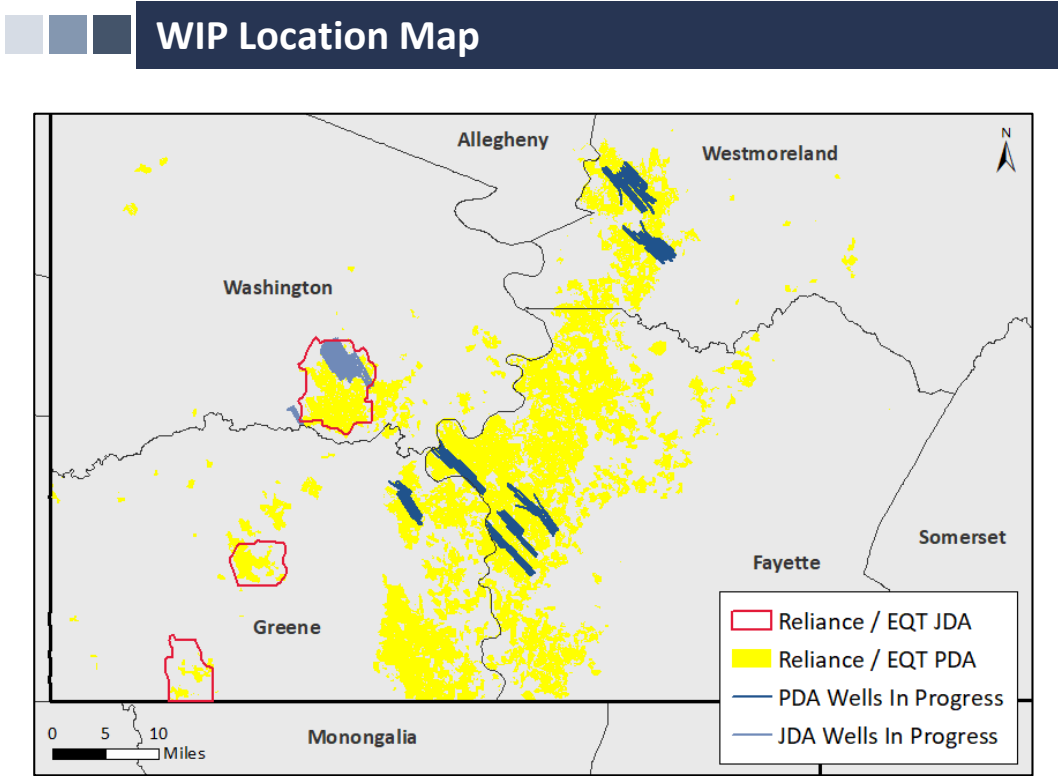 WIP Location Map
Allegheny
Westmoreland
N
Washington
Somerset
Fayette
Greene
Reliance / EQT JDA
Reliance / EQT PDA
PDA Wells In Progress
JDA Wells In Progress
0 5 10
Miles
Monongalia